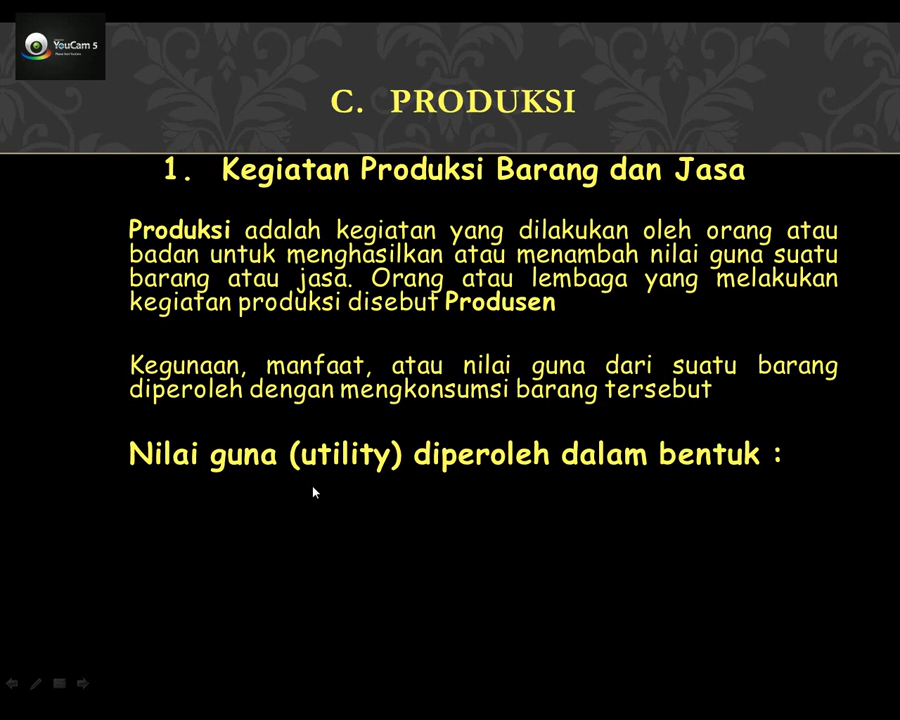 YouCam 5
C. PRODUKSI
1. Kegiatan Produksi Barang dan Jasa
Produksi adalah kegiatan yang dilakukan oleh orang atau
badan untuk menghasilkan atau menambah nilai guna suatu
barang atau jasa. Orang atau lembaga yang melakukan
kegiatan produksi disebut Produsen
Kegunaan, manfaat, atau nilai guna dari suatu barang
diperoleh dengan mengkonsumsi barang tersebut
Nilai guna (utility) diperoleh dalam bentuk :